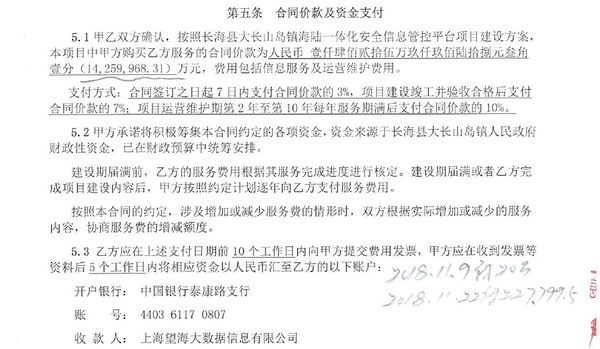 第五条 合同价款及资金支付
5.1 甲乙双方确认，按照长海县大长山岛镇海陆一体化安全信息管控平台项目建设方案，
本项目中甲方购买乙方服务的合同价款为人民币 壹仟肆佰贰拾伍万玖仟玖佰陆拾捌元叁角
壹分（14,259,968.31）万元，费用包括信息服务及运营维护费用。
支付方式：合同签订之日起 7 日内支付合同价款的 3%，项目建设竣工并验收合格后支付
合同价款的 7%；项目运营维护期第 2 年至第 10 年每年服务期满后支付合同价款的 10%。
5.2 甲方承诺将积极筹集本合同约定的各项资金，资金来源于长海县大长山岛镇人民政府
财政性资金，已在财政预算中统筹安排。
建设期届满前，乙方的服务费用根据其服务完成进度进行核定。建设期届满或者乙方完
成项目建设内容后，甲方按照约定计划逐年向乙方支付服务费用。
按照本合同的约定，涉及增加或减少服务费的情形时，双方根据实际增加或减少的服务
内容，协商服务费的增减额度。
5.3 乙方应在上述支付日期前 10 个工作日内向甲方提交费用发票，甲方应在收到发票等
资料后 5 个工作日内将相应资金以人民币汇至乙方的以下账户：
2018.11.9
开户银行： 中国银行泰康路支行
2018.11.22
账 号： 4403 6117 0807
收 款 人： 上海望海大数据信息有限公司